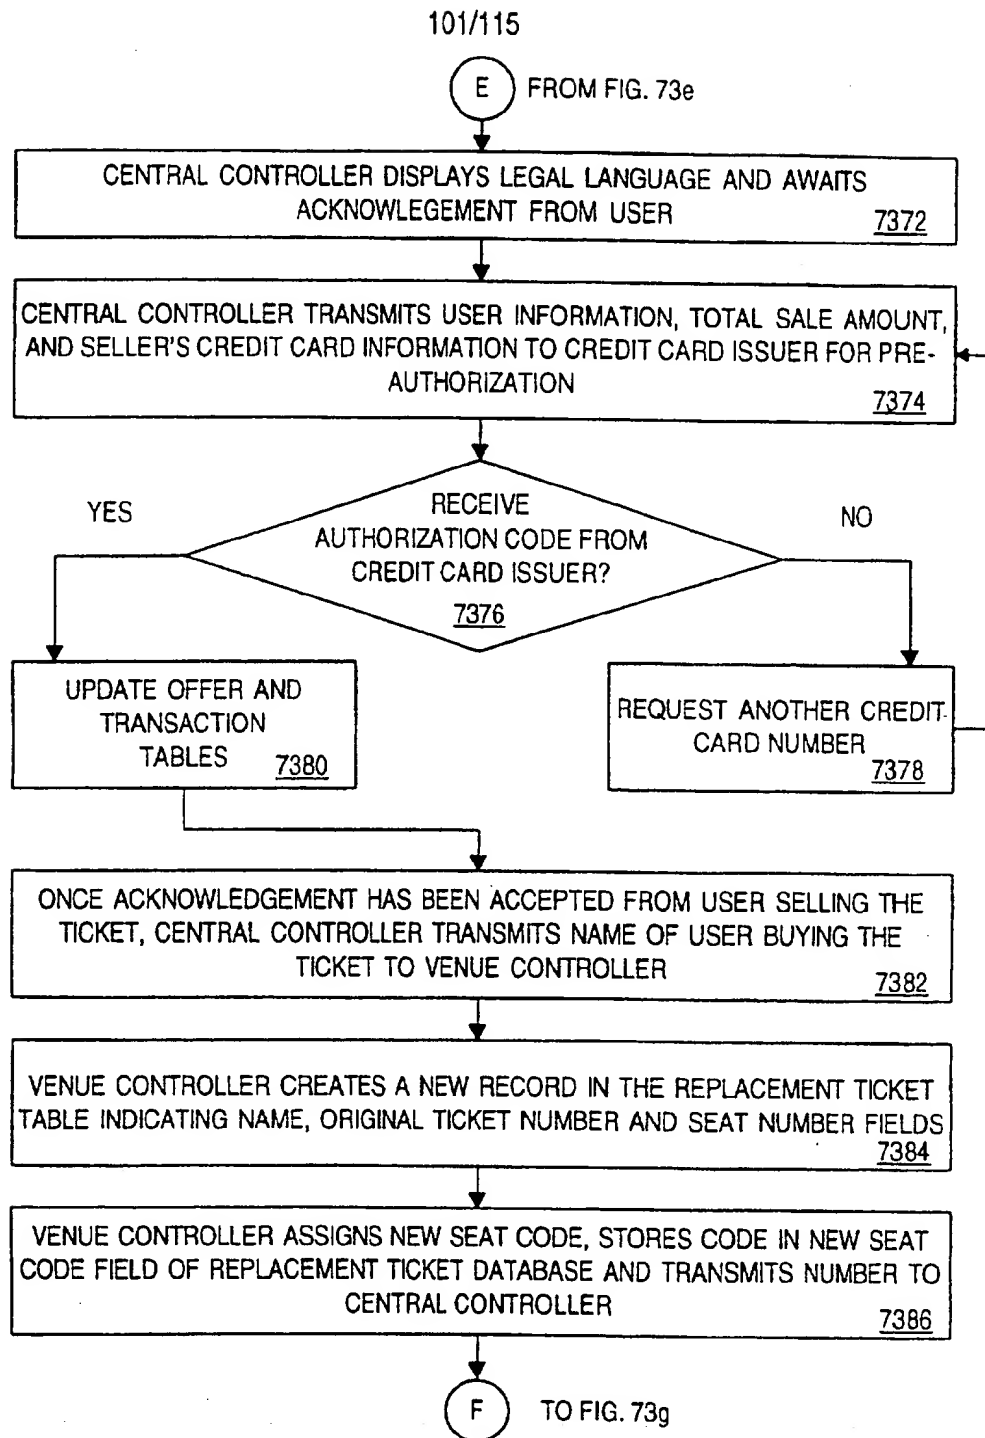 101/115
E FROM FIG. 73e
CENTRAL CONTROLLER DISPLAYS LEGAL LANGUAGE AND AWAITS
ACKNOWLEGEMENT FROM USER 7372
CENTRAL CONTROLLER TRANSMITS USER INFORMATION, TOTAL SALE AMOUNT,
AND SELLER'S CREDIT CARD INFORMATION TO CREDIT CARD ISSUER FOR PRE-
AUTHORIZATION 7374
RECEIVE
AUTHORIZATION CODE FROM
CREDIT CARD ISSUER?
7376
YES
NO
UPDATE OFFER AND
TRANSACTION
TABLES 7380
REQUEST ANOTHER CREDIT
CARD NUMBER
7378
ONCE ACKNOWLEDGEMENT HAS BEEN ACCEPTED FROM USER SELLING THE
TICKET, CENTRAL CONTROLLER TRANSMITS NAME OF USER BUYING THE
TICKET TO VENUE CONTROLLER 7382
VENUE CONTROLLER CREATES A NEW RECORD IN THE REPLACEMENT TICKET
TABLE INDICATING NAME, ORIGINAL TICKET NUMBER AND SEAT NUMBER FIELDS
7384
VENUE CONTROLLER ASSIGNS NEW SEAT CODE, STORES CODE IN NEW SEAT
CODE FIELD OF REPLACEMENT TICKET DATABASE AND TRANSMITS NUMBER TO
CENTRAL CONTROLLER 7386
F TO FIG. 73g